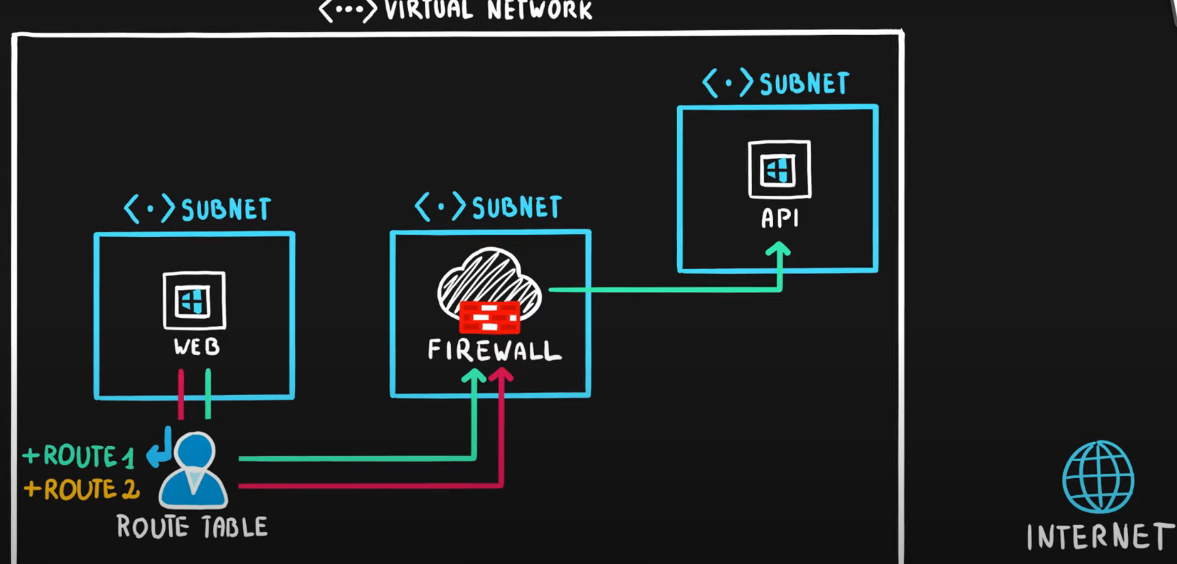 <···> VIRTUAL NETWORK
<·> SUBNET
API
<·> SUBNET
<·> SUBNET
WEB
FIREWALL
+ROUTE 1
+ROUTE 2
ROUTE TABLE
INTERNET